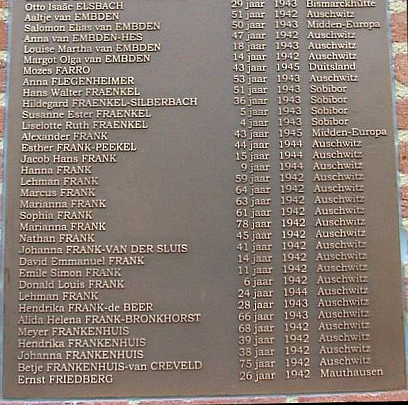 Otto Isaäc ELSBACH 29 jaar 1943 Bismarckhütte
Aaltje van EMBDEN 51 jaar 1942 Auschwitz
Salomon Elias van EMBDEN 50 jaar 1943 Midden-Europa
Anna van EMBDEN-HES 47 jaar 1942 Auschwitz
Louise Martha van EMBDEN 18 jaar 1943 Auschwitz
Margot Olga van EMBDEN 14 jaar 1942 Auschwitz
Mozes FARRO 43 jaar 1945 Duitsland
Anna FLEGENHEIMER 53 jaar 1943 Auschwitz
Hans Walter FRAENKEL 51 jaar 1943 Sobibor
Hildegard FRAENKEL-SILBERBACH 36 jaar 1943 Sobibor
Susanne Ester FRAENKEL 5 jaar 1943 Sobibor
Liselotte Ruth FRAENKEL 4 jaar 1943 Sobibor
Alexander FRANK 43 jaar 1945 Midden-Europa
Esther FRANK-PEEKEL 44 jaar 1944 Auschwitz
Jacob Hans FRANK 15 jaar 1944 Auschwitz
Hanna FRANK 9 jaar 1944 Auschwitz
Lehman FRANK 59 jaar 1942 Auschwitz
Marcus FRANK 64 jaar 1942 Auschwitz
Marianna FRANK 63 jaar 1942 Auschwitz
Sophia FRANK 61 jaar 1942 Auschwitz
Marianna FRANK 78 jaar 1942 Auschwitz
Nathan FRANK 45 jaar 1942 Auschwitz
Johanna FRANK-VAN DER SLUIS 41 jaar 1942 Auschwitz
David Emmanuel FRANK 14 jaar 1942 Auschwitz
Emile Simon FRANK 11 jaar 1942 Auschwitz
Donald Louis FRANK 6 jaar 1942 Auschwitz
Lehman FRANK 24 jaar 1944 Auschwitz
Hendrika FRANK-de BEER 28 jaar 1943 Auschwitz
Alida Helena FRANK-BRONKHORST 66 jaar 1943 Auschwitz
Meyer FRANKENHUIS 68 jaar 1942 Auschwitz
Hendrika FRANKENHUIS 39 jaar 1942 Auschwitz
Johanna FRANKENHUIS 38 jaar 1942 Auschwitz
Betje FRANKENHUIS-van CREVELD 75 jaar 1942 Auschwitz
Ernst FRIEDBERG 26 jaar 1942 Mauthausen